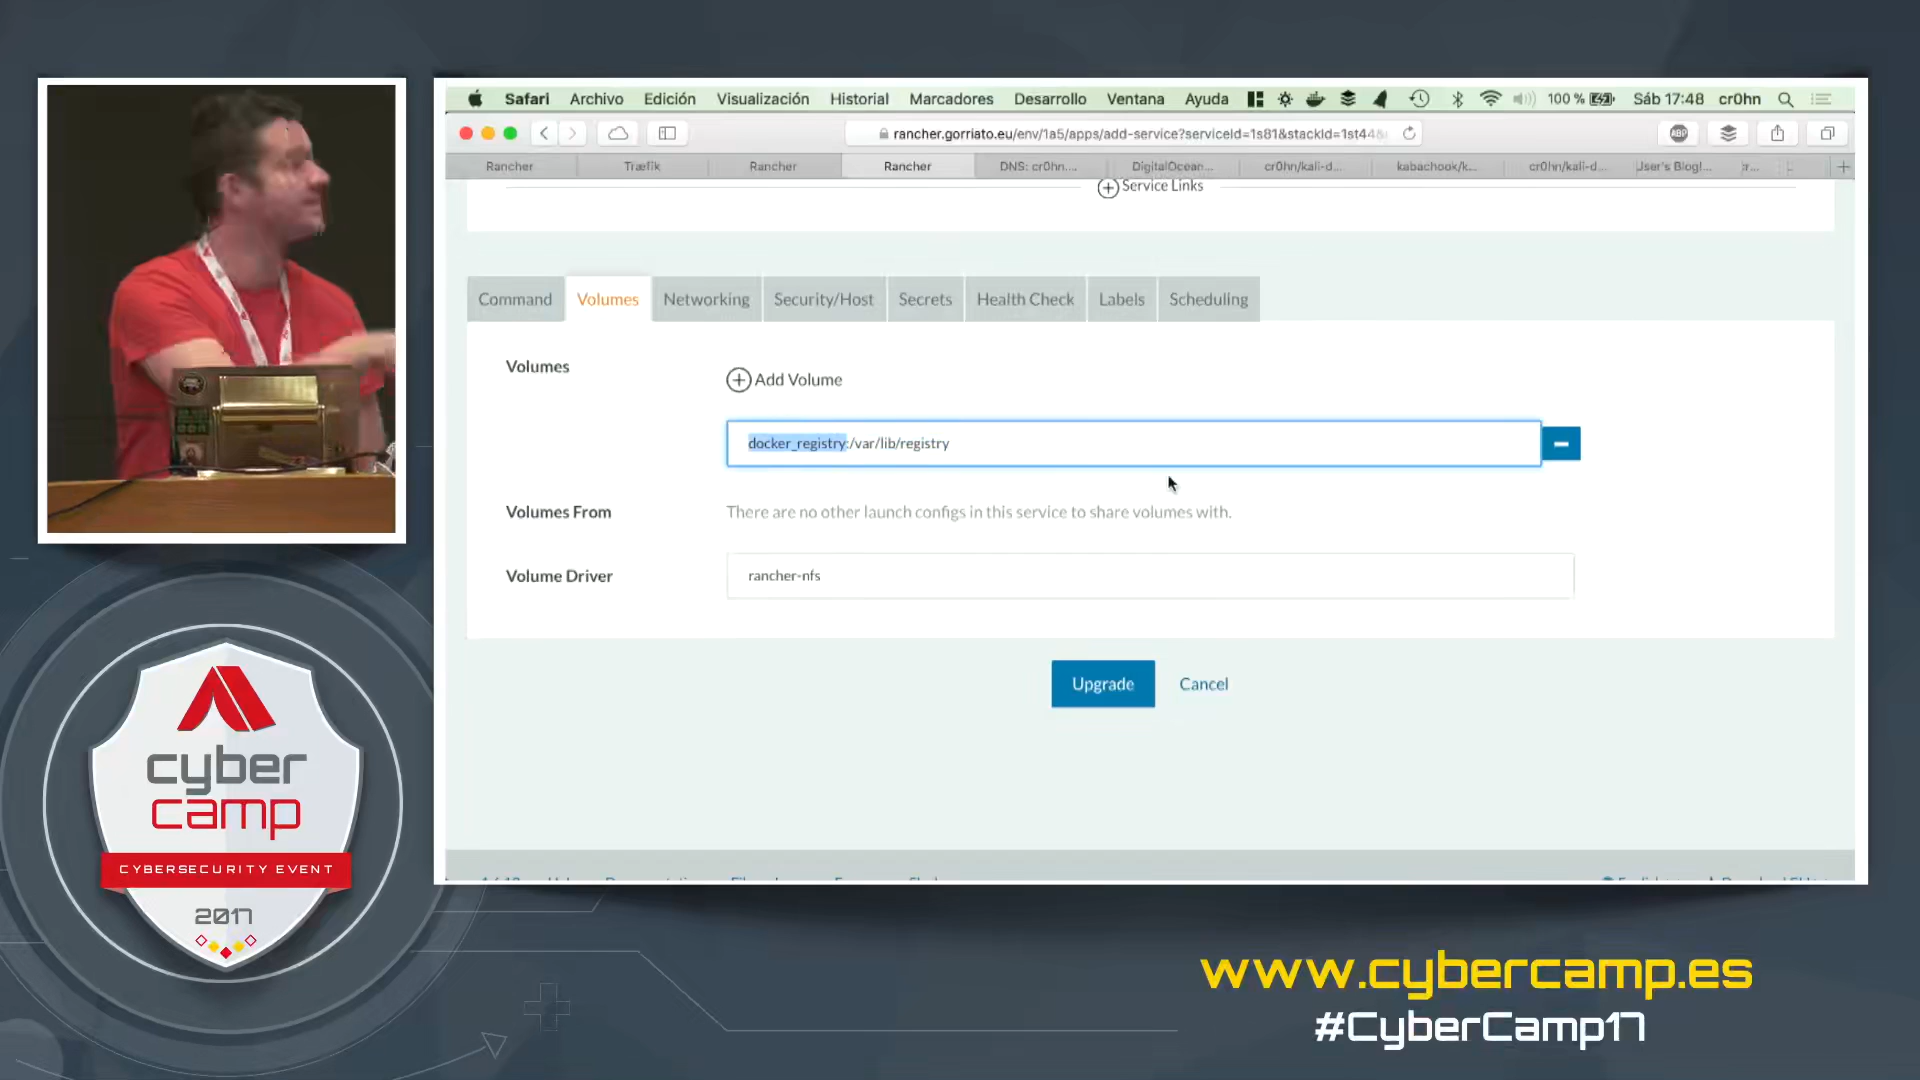 Safari Archivo Edición Visualización Historial Marcadores Desarrollo Ventana Ayuda 100 % Sáb 17:48 cr0hn
rancher.gorriato.eu/env/1a5/apps/add-service?serviceId=1s81&stackId=1st44
ABP
Rancher Træfik Rancher Rancher DNS: cr0hn.... DigitalOcean... cr0hn/kali-d... kabachook/k... cr0hn/kali-d... User's Blog!...
Service Links
Command Volumes Networking Security/Host Secrets Health Check Labels Scheduling
Volumes
Add Volume
docker_registry:/var/lib/registry
Volumes From
There are no other launch configs in this service to share volumes with.
Volume Driver
rancher-nfs
Upgrade Cancel
cyber
camp
CYBERSECURITY EVENT
2017
www.cybercamp.es
#CyberCamp17